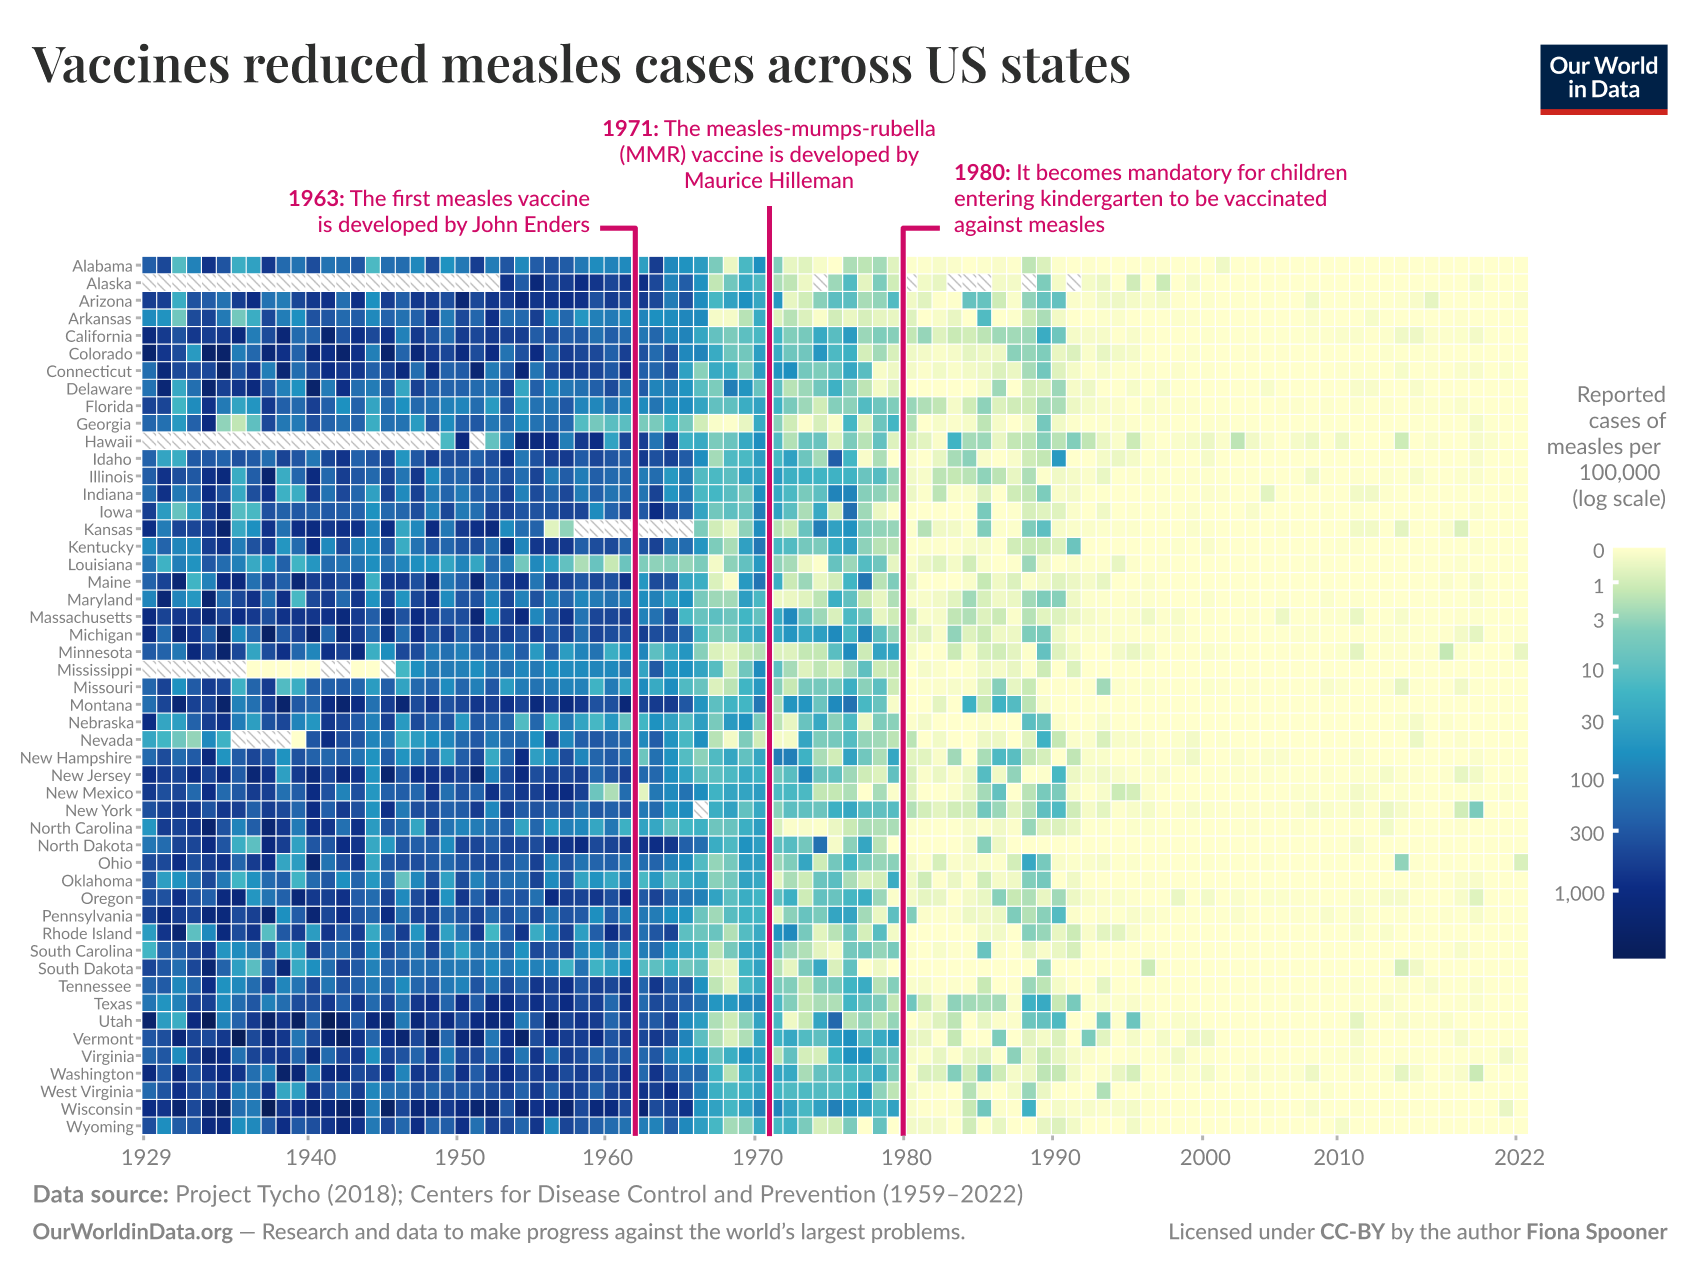 Vaccines reduced measles cases across US states
Our World
in Data
1971: The measles-mumps-rubella
(MMR) vaccine is developed by
Maurice Hilleman
1963: The first measles vaccine
is developed by John Enders
1980: It becomes mandatory for children
entering kindergarten to be vaccinated
against measles
Alabama
Alaska
Arizona
Arkansas
California
Colorado
Connecticut
Delaware
Florida
Georgia
Hawaii
Idaho
Illinois
Indiana
Iowa
Kansas
Kentucky
Louisiana
Maine
Maryland
Massachusetts
Michigan
Minnesota
Mississippi
Missouri
Montana
Nebraska
Nevada
New Hampshire
New Jersey
New Mexico
New York
North Carolina
North Dakota
Ohio
Oklahoma
Oregon
Pennsylvania
Rhode Island
South Carolina
South Dakota
Tennessee
Texas
Utah
Vermont
Virginia
Washington
West Virginia
Wisconsin
Wyoming
1929 1940 1950 1960 1970 1980 1990 2000 2010 2022
Reported
cases of
measles per
100,000
(log scale)
0
1
3
10
30
100
300
1,000
Data source: Project Tycho (2018); Centers for Disease Control and Prevention (1959–2022)
OurWorldinData.org — Research and data to make progress against the world's largest problems.
Licensed under CC-BY by the author Fiona Spooner